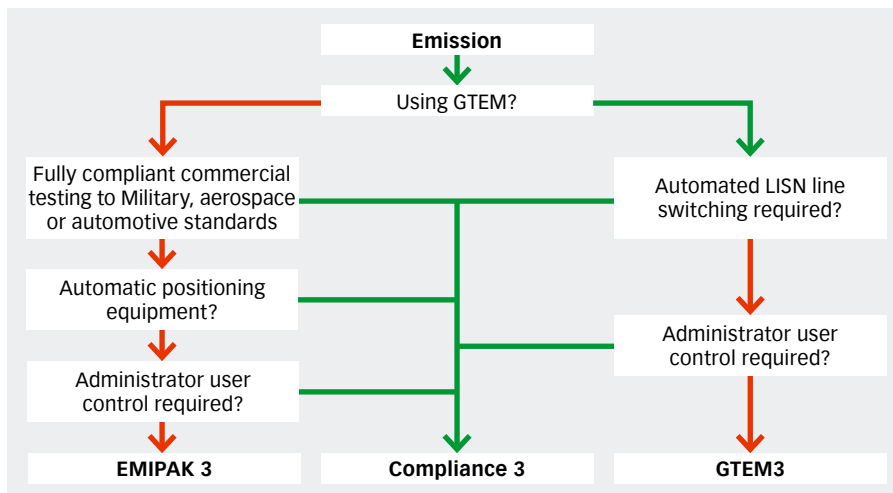 Emission
Using GTEM?
Fully compliant commercial
testing to Military, aerospace
or automotive standards
Automated LISN line
switching required?
Automatic positioning
equipment?
Administrator user
control required?
Administrator user
control required?
EMIPAK 3
Compliance 3
GTEM3